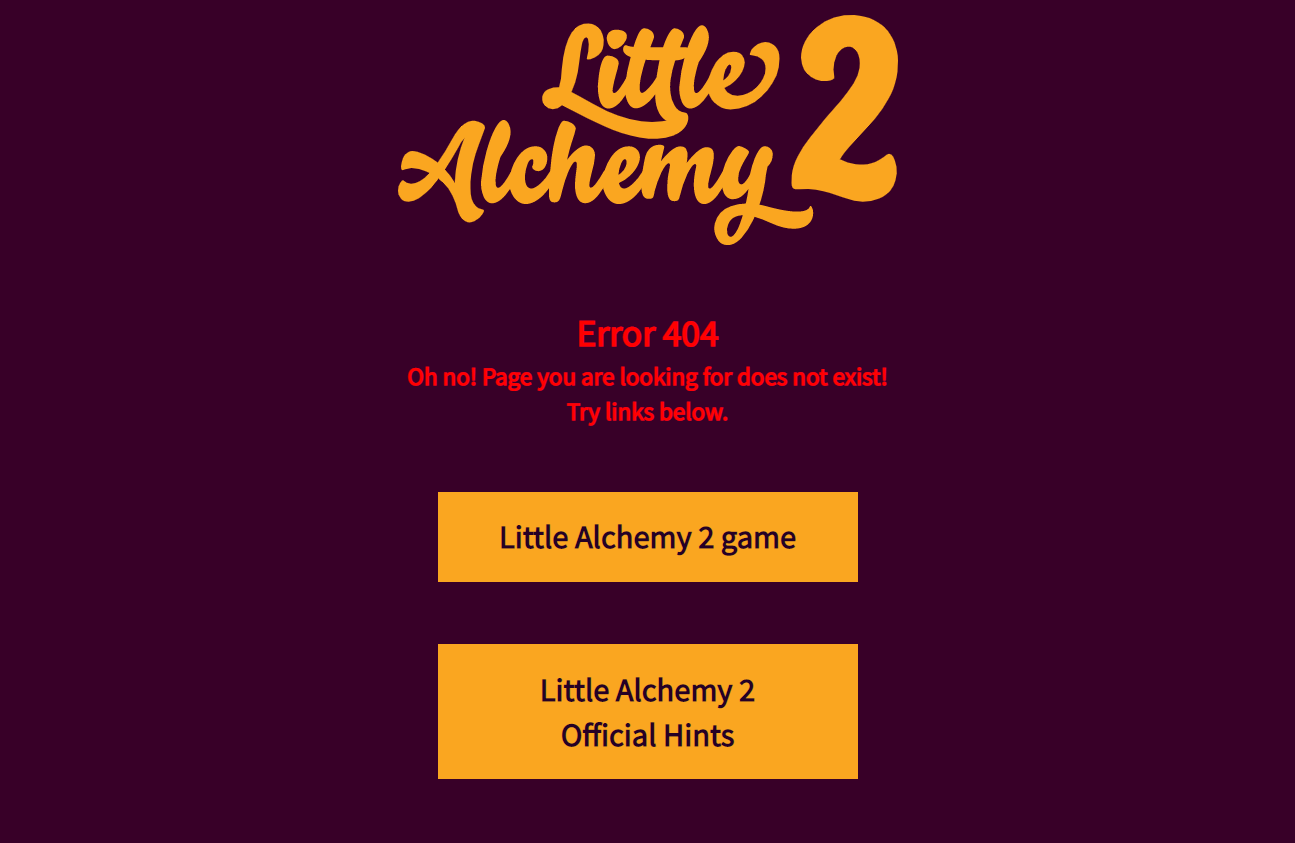 Little
Alchemy 2
Error 404
Oh no! Page you are looking for does not exist!
Try links below.
Little Alchemy 2 game
Little Alchemy 2
Official Hints